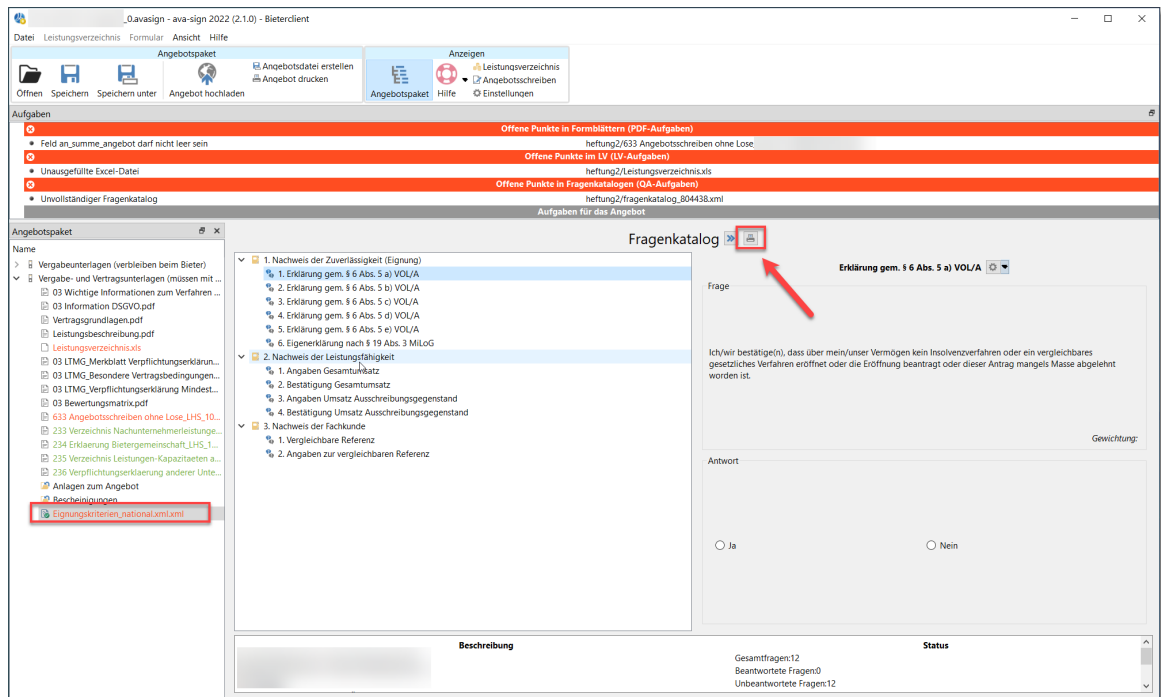 _0.avasign - ava-sign 2022 (2.1.0) - Bieterclient
Datei Leistungsverzeichnis Formular Ansicht Hilfe
Angebotspaket
Anzeigen
Öffnen
Speichern
Speichern unter
Angebot hochladen
Angebotsdatei erstellen
Angebot drucken
Angebotspaket
Hilfe
Leistungsverzeichnis
Angebotsschreiben
Einstellungen
Aufgaben
Offene Punkte in Formblättern (PDF-Aufgaben)
Feld an_summe_angebot darf nicht leer sein heftung2/633 Angebotsschreiben ohne Lose
Offene Punkte im LV (LV-Aufgaben)
Unausgefüllte Excel-Datei heftung2/Leistungsverzeichnis.xls
Offene Punkte in Fragenkatalogen (QA-Aufgaben)
Unvollständiger Fragenkatalog heftung2/fragenkatalog_804438.xml
Aufgaben für das Angebot
Angebotspaket
Name
Vergabeunterlagen (verbleiben beim Bieter)
Vergabe- und Vertragsunterlagen (müssen mit ...
03 Wichtige Informationen zum Verfahren ...
03 Information DSGVO.pdf
Vertragsgrundlagen.pdf
Leistungsbeschreibung.pdf
Leistungsverzeichnis.xls
03 LTMG_Merkblatt Verpflichtungserklärun...
03 LTMG_Besondere Vertragsbedingungen...
03 LTMG_Verpflichtungserklärung Mindest...
03 Bewertungsmatrix.pdf
633 Angebotsschreiben ohne Lose_LHS_10...
233 Verzeichnis Nachunternehmerleistunge...
234 Erklaerung Bietergemeinschaft_LHS_1...
235 Verzeichnis Leistungen-Kapazitaeten a...
236 Verpflichtungserklaerung anderer Unte...
Anlagen zum Angebot
Bescheinigungen
Eignungskriterien_national.xml.xml
Fragenkatalog
1. Nachweis der Zuverlässigkeit (Eignung)
1. Erklärung gem. § 6 Abs. 5 a) VOL/A
2. Erklärung gem. § 6 Abs. 5 b) VOL/A
3. Erklärung gem. § 6 Abs. 5 c) VOL/A
4. Erklärung gem. § 6 Abs. 5 d) VOL/A
5. Erklärung gem. § 6 Abs. 5 e) VOL/A
6. Eigenerklärung nach § 19 Abs. 3 MiLoG
2. Nachweis der Leistungsfähigkeit
1. Angaben Gesamtumsatz
2. Bestätigung Gesamtumsatz
3. Angaben Umsatz Ausschreibungsgegenstand
4. Bestätigung Umsatz Ausschreibungsgegenstand
3. Nachweis der Fachkunde
1. Vergleichbare Referenz
2. Angaben zur vergleichbaren Referenz
Erklärung gem. § 6 Abs. 5 a) VOL/A
Frage
Ich/wir bestätige(n), dass über mein/unser Vermögen kein Insolvenzverfahren oder ein vergleichbares
gesetzliches Verfahren eröffnet oder die Eröffnung beantragt oder dieser Antrag mangels Masse abgelehnt
worden ist.
Gewichtung:
Antwort
Ja
Nein
Beschreibung
Status
Gesamtfragen:12
Beantwortete Fragen:0
Unbeantwortete Fragen:12